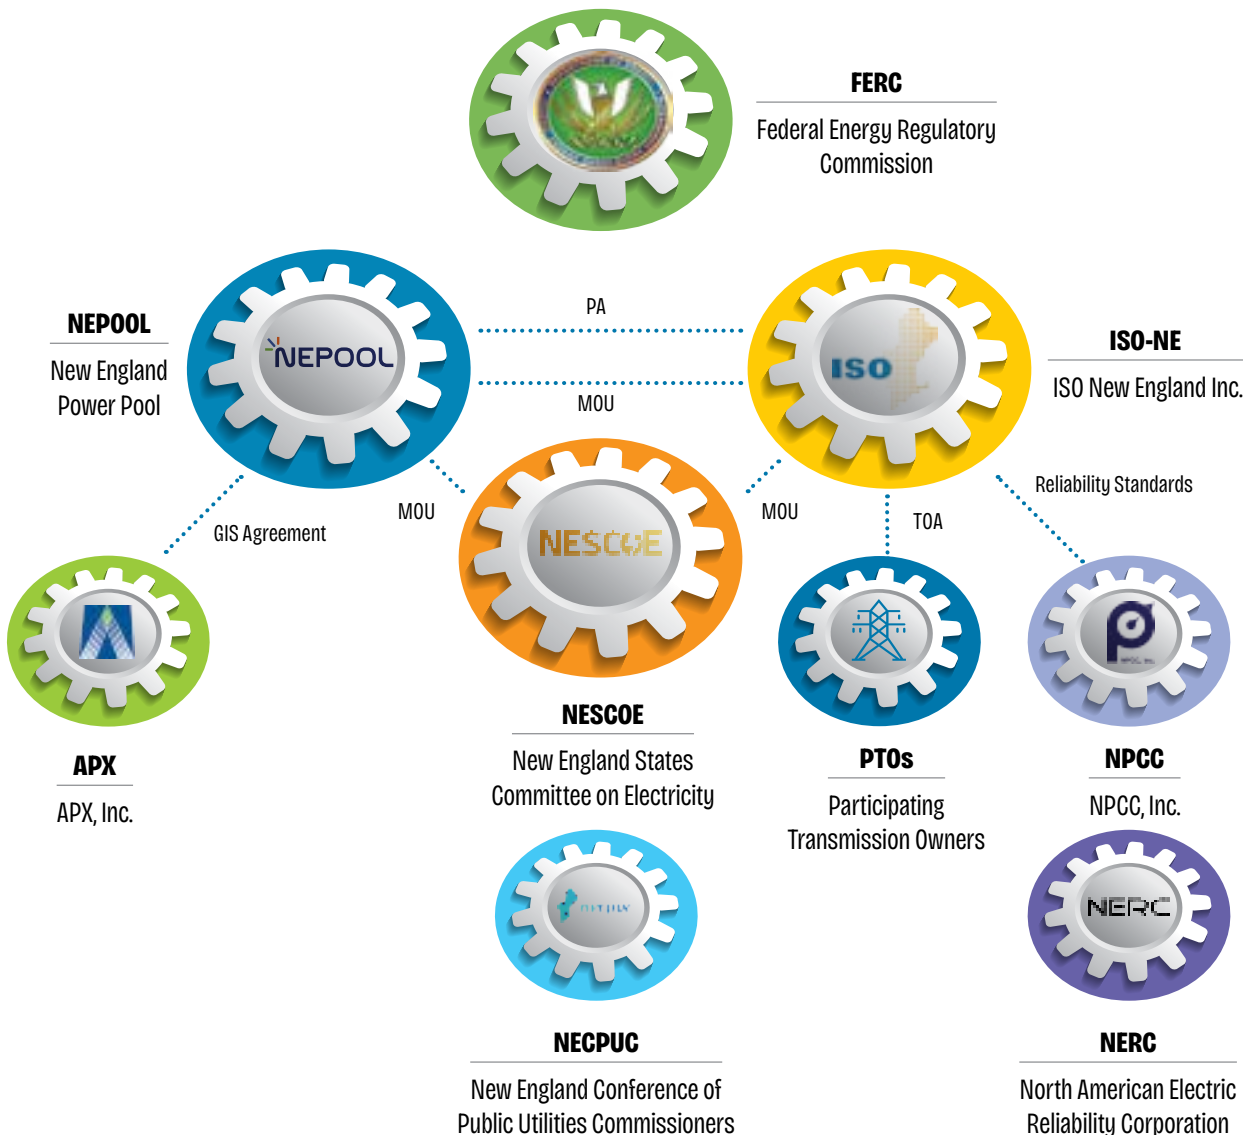 FERC
Federal Energy Regulatory
Commission
NEPOOL
New England
Power Pool
NEPOOL
PA
MOU
ISO
ISO-NE
ISO New England Inc.
GIS Agreement
MOU
MOU
TOA
Reliability Standards
NESCOE
APX
APX, Inc.
NESCOE
New England States
Committee on Electricity
PTOs
Participating
Transmission Owners
NPCC
NPCC, Inc.
NERC
NECPUC
New England Conference of
Public Utilities Commissioners
NERC
North American Electric
Reliability Corporation